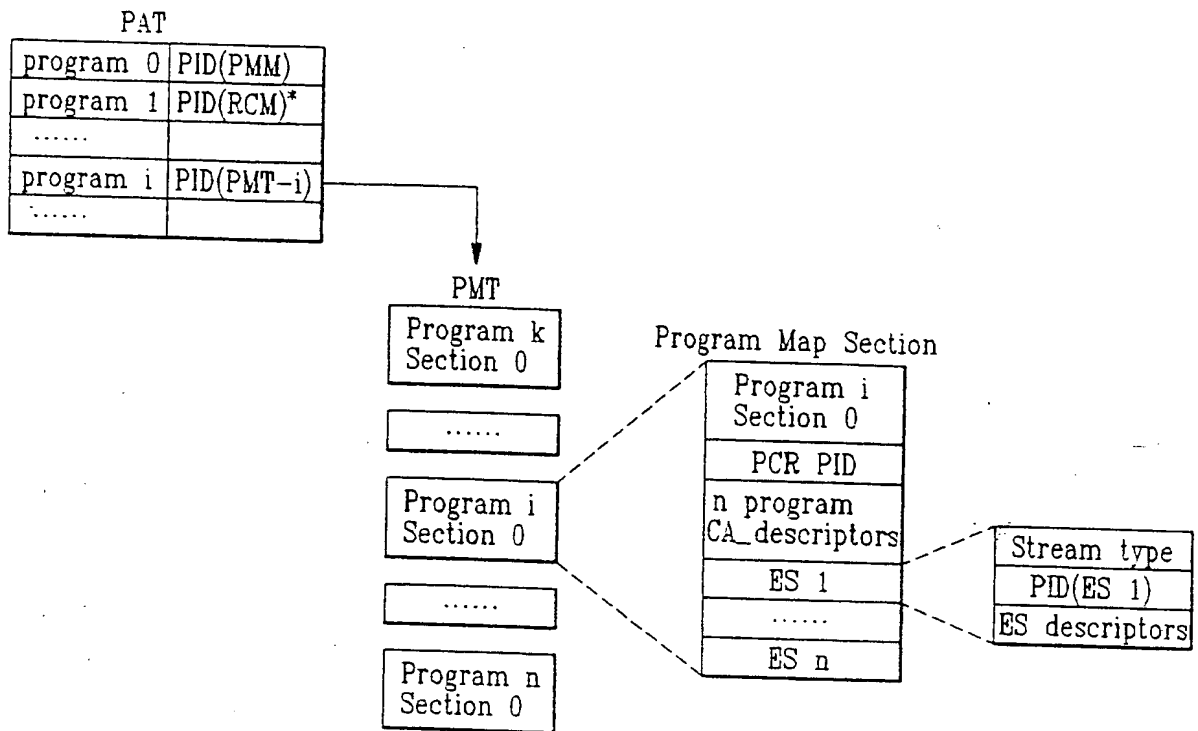 PAT
program 0 PID(PMM)
program 1 PID(RCM)*
......
program i PID(PMT-i)
......
PMT
Program k
Section 0
......
Program i
Section 0
......
Program n
Section 0
Program Map Section
Program i
Section 0
PCR PID
n program
CA_descriptors
ES 1
......
ES n
Stream type
PID(ES 1)
ES descriptors